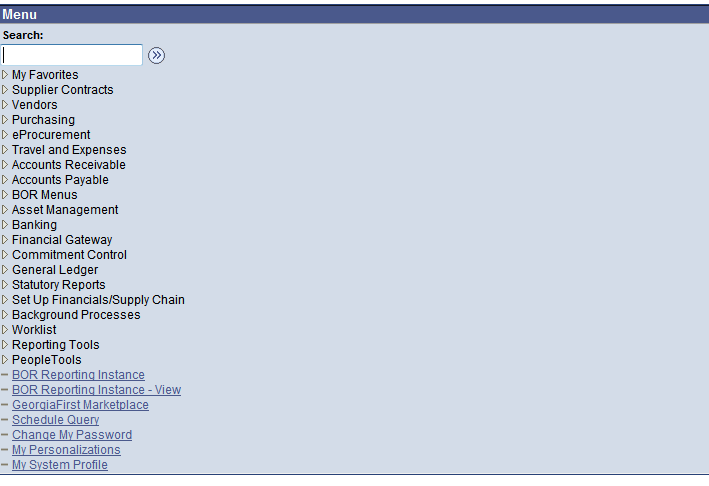 Menu
Search:
My Favorites
Supplier Contracts
Vendors
Purchasing
eProcurement
Travel and Expenses
Accounts Receivable
Accounts Payable
BOR Menus
Asset Management
Banking
Financial Gateway
Commitment Control
General Ledger
Statutory Reports
Set Up Financials/Supply Chain
Background Processes
Worklist
Reporting Tools
PeopleTools
BOR Reporting Instance
BOR Reporting Instance - View
GeorgiaFirst Marketplace
Schedule Query
Change My Password
My Personalizations
My System Profile